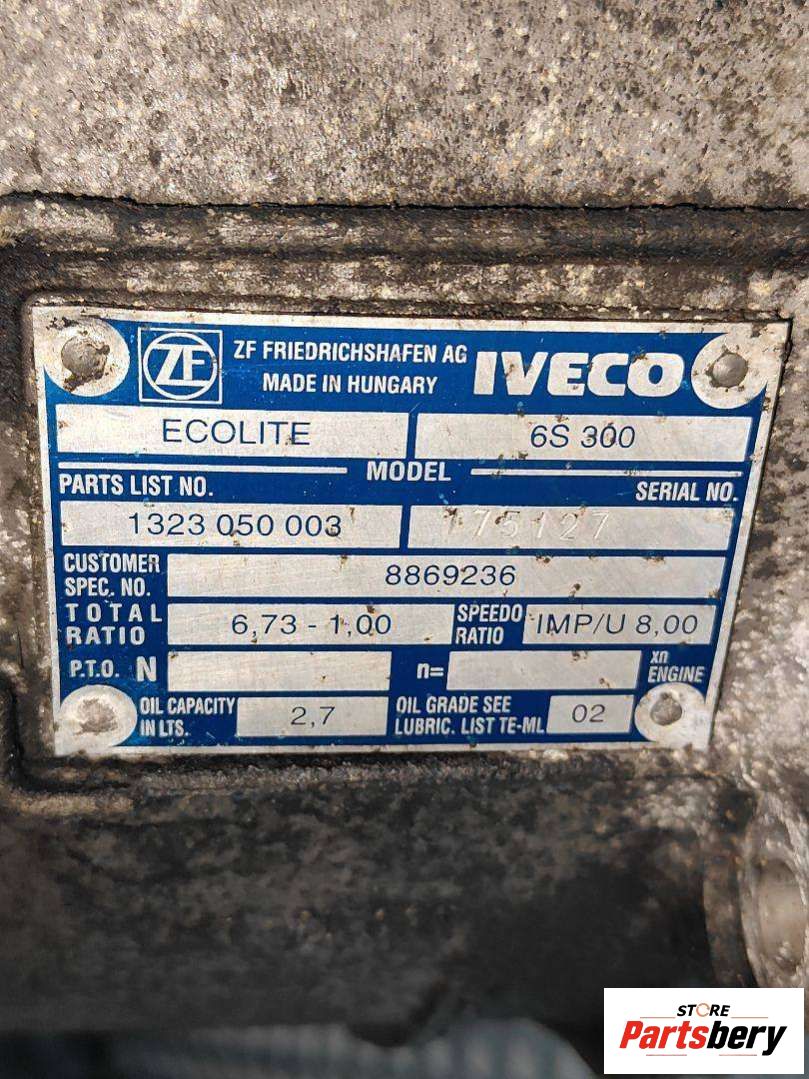 ZF
ZF FRIEDRICHSHAFEN AG
MADE IN HUNGARY
IVECO
ECOLITE
6S 300
MODEL
PARTS LIST NO.
SERIAL NO.
1323 050 003
175127
CUSTOMER
SPEC. NO.
8869236
TOTAL
RATIO
6,73 - 1,00
SPEEDO
RATIO
IMP/U 8,00
P.T.O. N
n=
xn
ENGINE
OIL CAPACITY
IN LTS.
2,7
OIL GRADE SEE
LUBRIC. LIST TE-ML
02
STORE
Partsbery